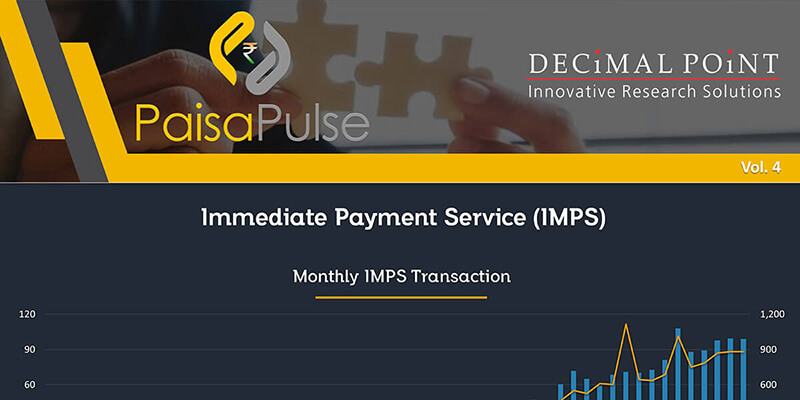 ₹
PaisaPulse
DECiMAL POiNT
Innovative Research Solutions
Vol. 4
Immediate Payment Service (IMPS)
Monthly IMPS Transaction
120 1,200
90 900
60 600